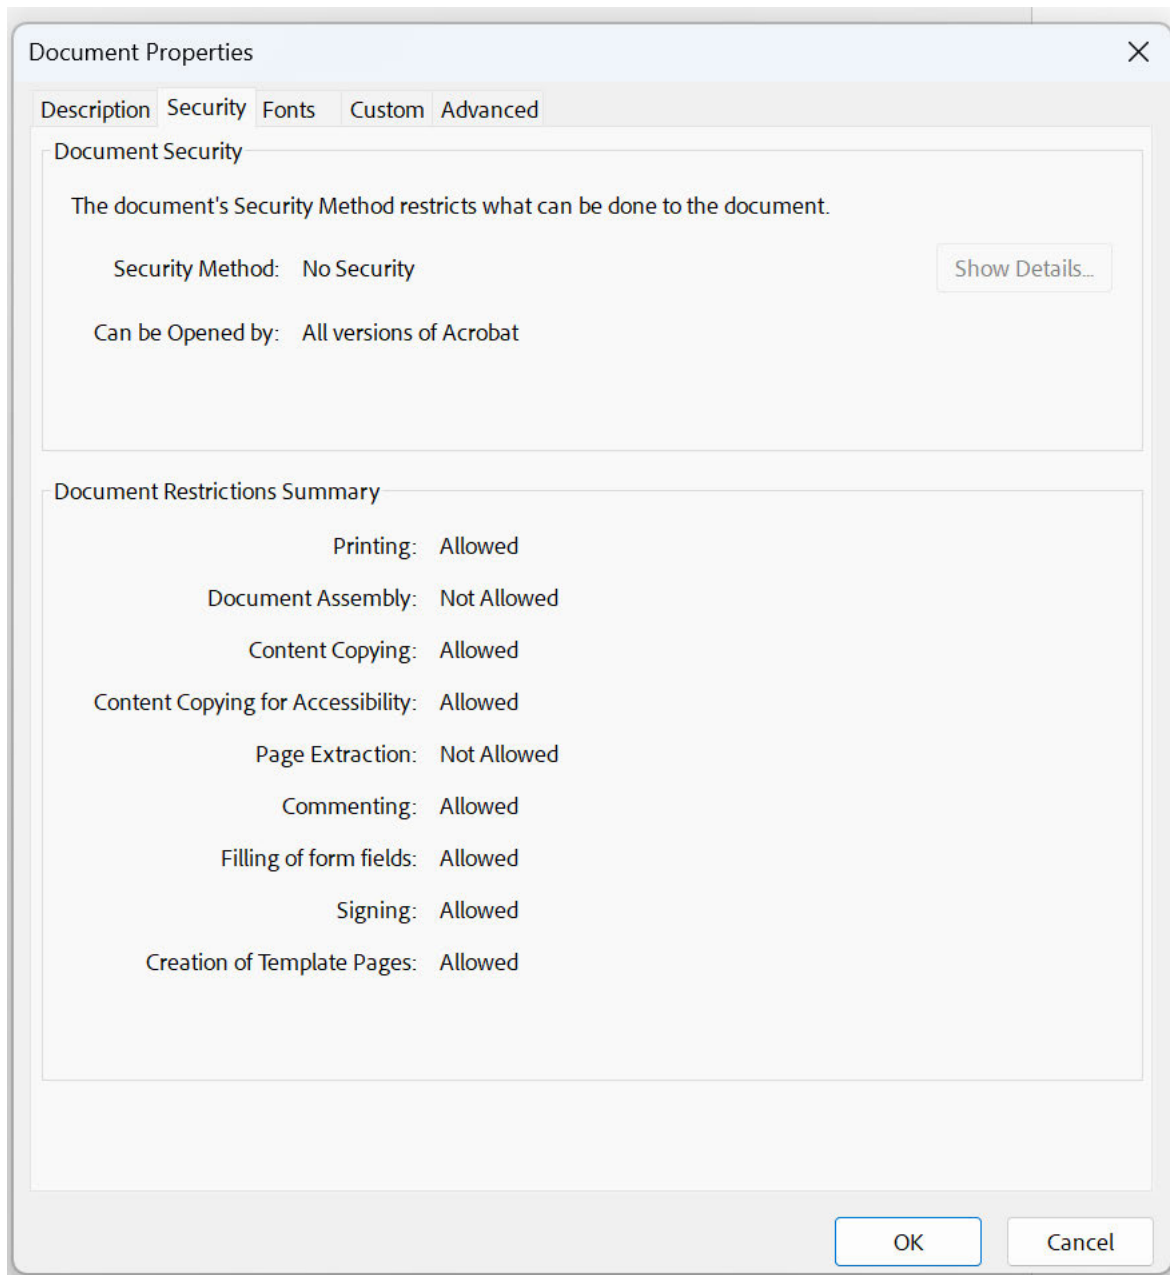 Document Properties
Description Security Fonts Custom Advanced
Document Security
The document's Security Method restricts what can be done to the document.
Security Method: No Security Show Details...
Can be Opened by: All versions of Acrobat
Document Restrictions Summary
Printing: Allowed
Document Assembly: Not Allowed
Content Copying: Allowed
Content Copying for Accessibility: Allowed
Page Extraction: Not Allowed
Commenting: Allowed
Filling of form fields: Allowed
Signing: Allowed
Creation of Template Pages: Allowed
OK Cancel